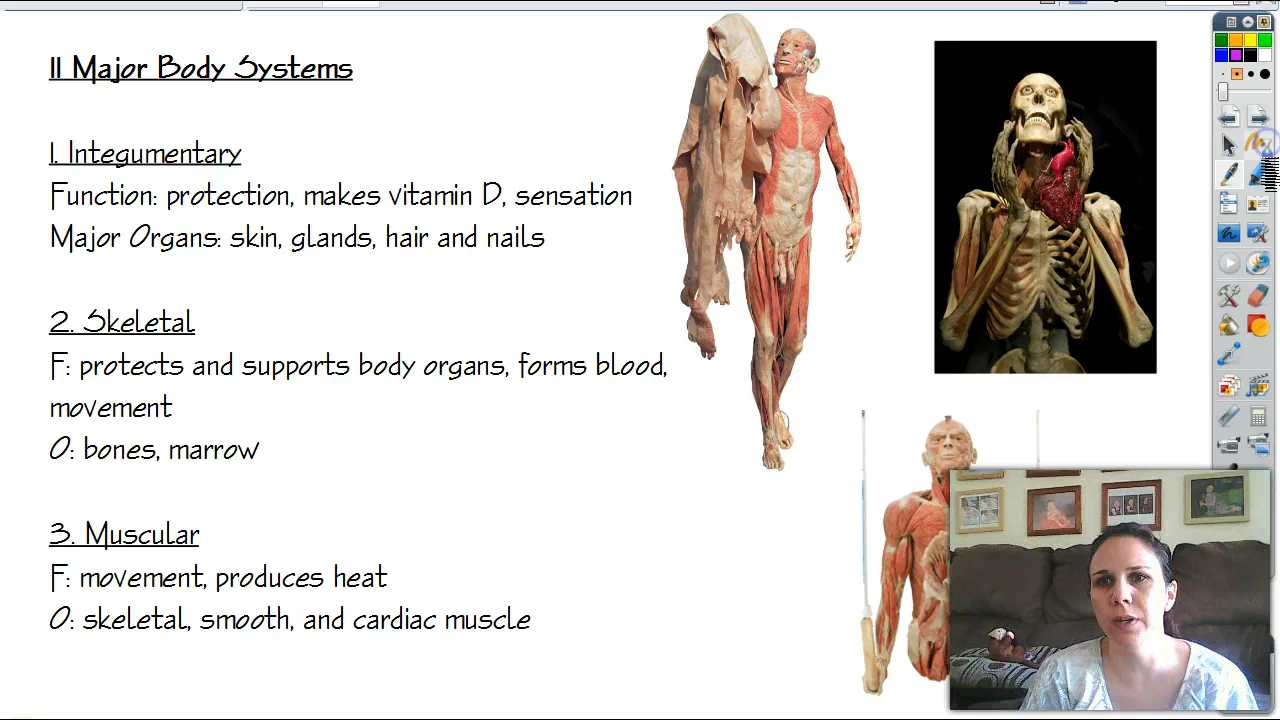 11 Major Body Systems
1. Integumentary
Function: protection, makes vitamin D, sensation
Major Organs: skin, glands, hair and nails
2. Skeletal
F: protects and supports body organs, forms blood,
movement
O: bones, marrow
3. Muscular
F: movement, produces heat
O: skeletal, smooth, and cardiac muscle